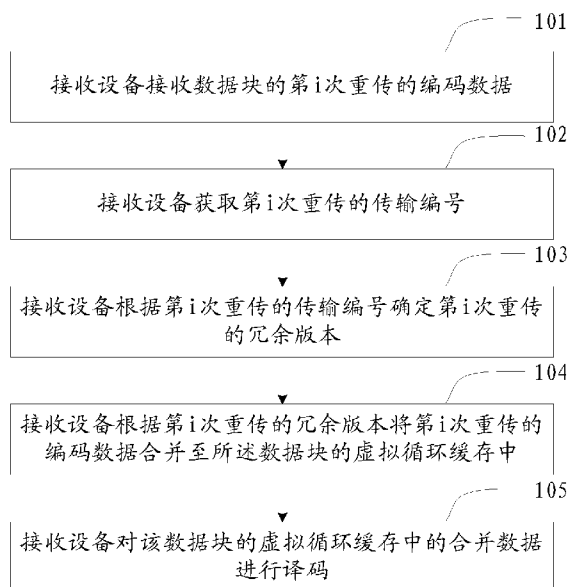 101
接收设备接收数据块的第i次重传的编码数据
102
接收设备获取第i次重传的传输编号
103
接收设备根据第i次重传的传输编号确定第i次重传
的冗余版本
104
接收设备根据第i次重传的冗余版本将第i次重传的
编码数据合并至所述数据块的虚拟循环缓存中
105
接收设备对该数据块的虚拟循环缓存中的合并数据
进行译码